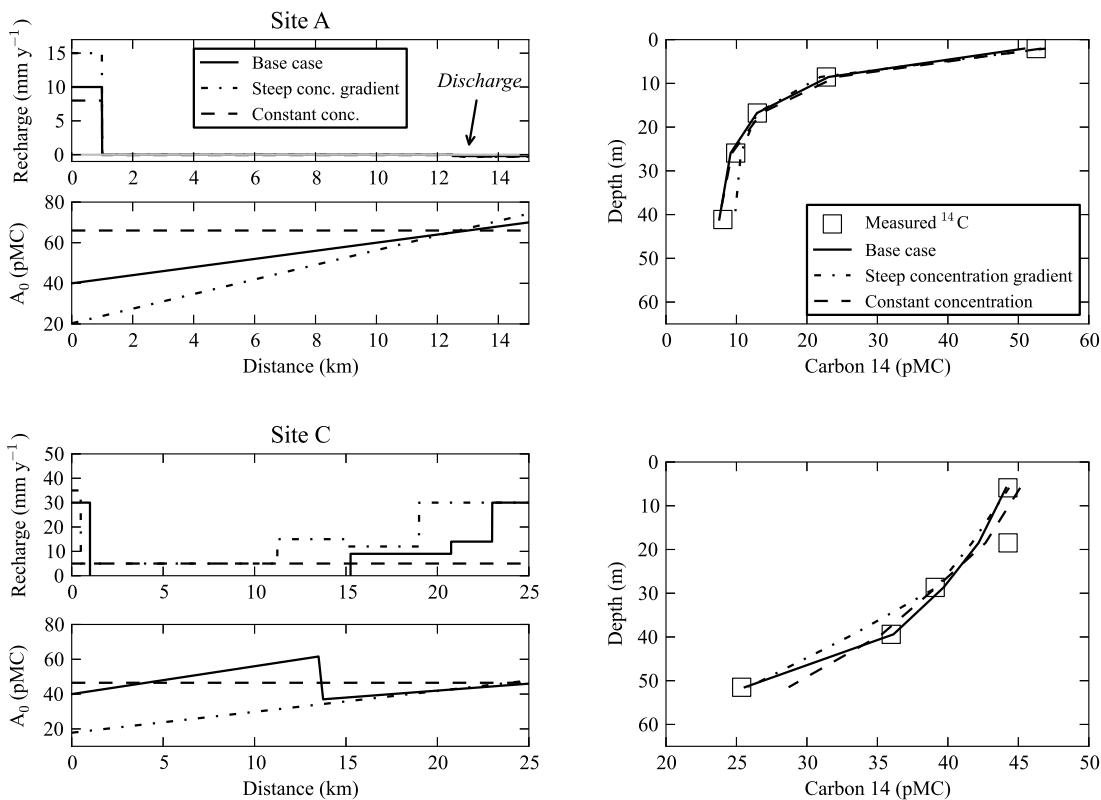 Site A
Recharge (mm y⁻¹)
15
10
5
0
Base case
Steep conc. gradient
Constant conc.
Discharge
0 2 4 6 8 10 12 14
A₀ (pMC)
80
60
40
20
0 2 4 6 8 10 12 14
Distance (km)
Depth (m)
0
10
20
30
40
50
60
Measured ¹⁴C
Base case
Steep concentration gradient
Constant concentration
0 10 20 30 40 50 60
Carbon 14 (pMC)
Site C
Recharge (mm y⁻¹)
50
40
30
20
10
0
0 5 10 15 20 25
A₀ (pMC)
80
60
40
20
0 5 10 15 20 25
Distance (km)
Depth (m)
0
10
20
30
40
50
60
20 25 30 35 40 45 50
Carbon 14 (pMC)